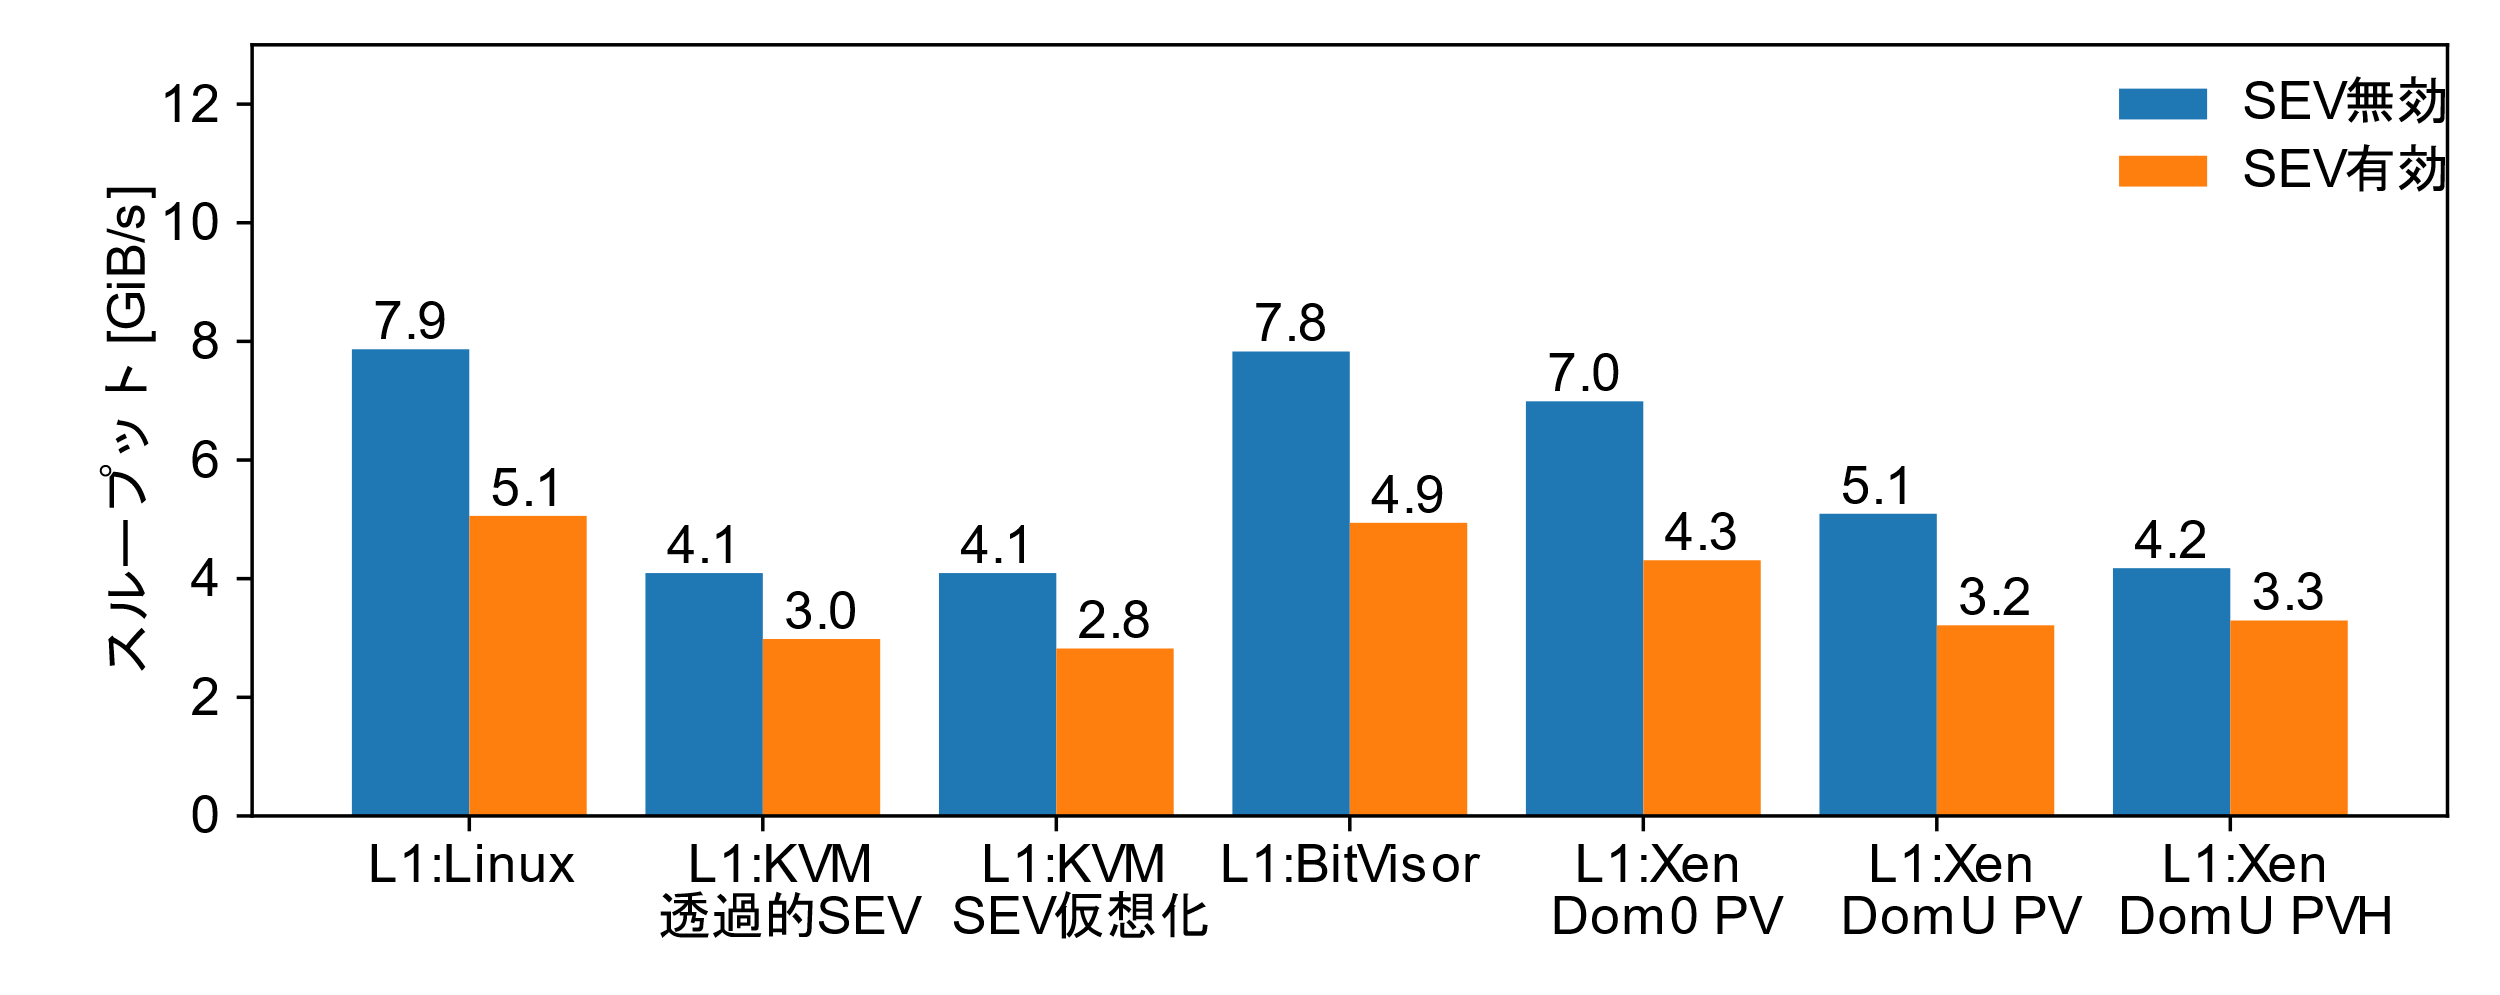 スループット [GiB/s]
12
10
8
6
4
2
0
SEV無効
SEV有効
7.9
5.1
4.1
3.0
4.1
2.8
7.8
4.9
7.0
4.3
5.1
3.2
4.2
3.3
L1:Linux
L1:KVM
透過的SEV
L1:KVM
SEV仮想化
L1:BitVisor
L1:Xen
Dom0 PV
L1:Xen
DomU PV
L1:Xen
DomU PVH